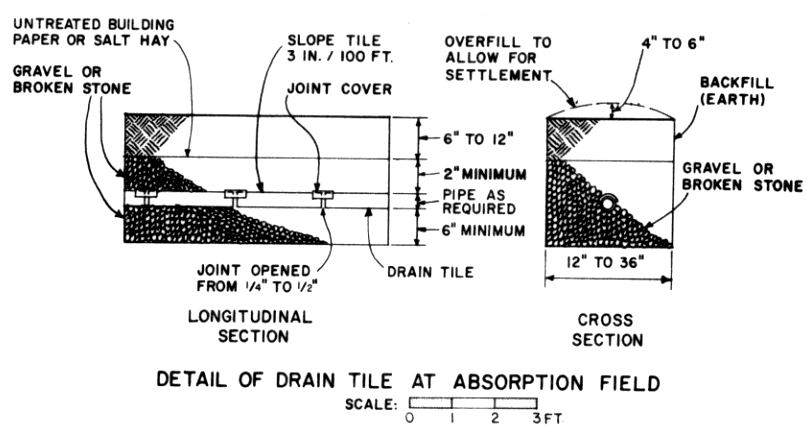 UNTREATED BUILDING
PAPER OR SALT HAY
GRAVEL OR
BROKEN STONE
SLOPE TILE
3 IN. / 100 FT.
JOINT COVER
6" TO 12"
2" MINIMUM
PIPE AS
REQUIRED
6" MINIMUM
JOINT OPENED
FROM 1/4" TO 1/2"
DRAIN TILE
LONGITUDINAL
SECTION
OVERFILL TO
ALLOW FOR
SETTLEMENT
4" TO 6"
BACKFILL
(EARTH)
GRAVEL OR
BROKEN STONE
12" TO 36"
CROSS
SECTION
DETAIL OF DRAIN TILE AT ABSORPTION FIELD
SCALE:
0 1 2 3 FT.